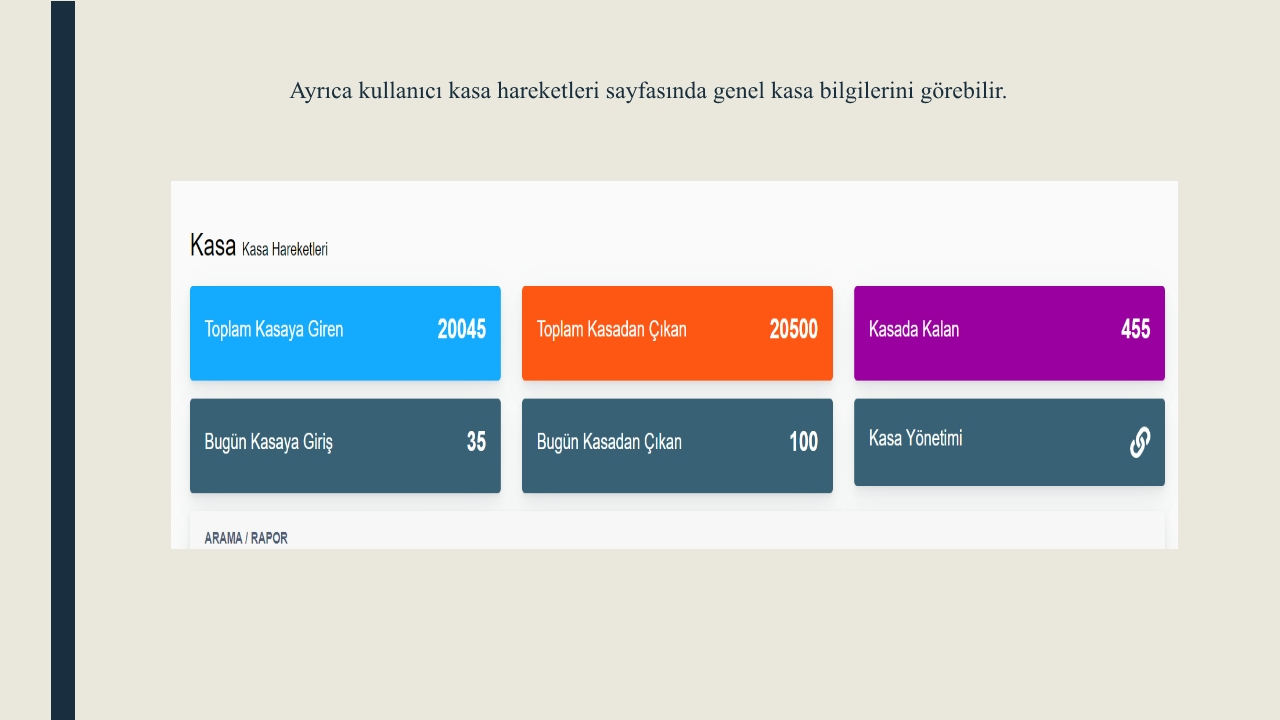 Ayrıca kullanıcı kasa hareketleri sayfasında genel kasa bilgilerini görebilir.
Kasa Kasa Hareketleri
Toplam Kasaya Giren 20045
Toplam Kasadan Çıkan 20500
Kasada Kalan 455
Bugün Kasaya Giriş 35
Bugün Kasadan Çıkan 100
Kasa Yönetimi
ARAMA / RAPOR